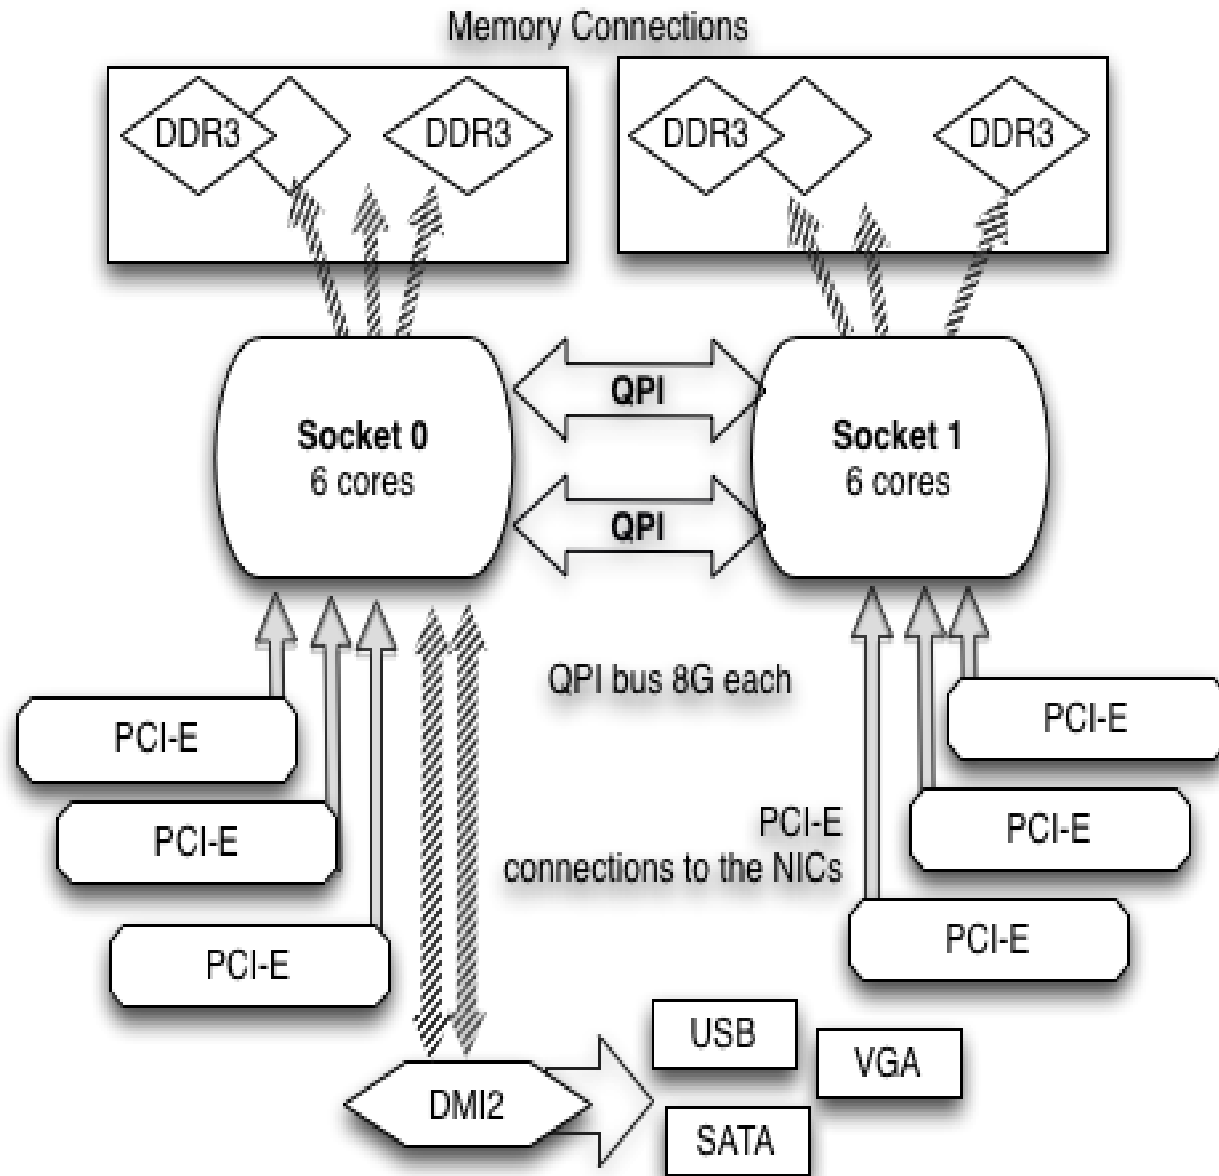 Memory Connections
DDR3
DDR3
DDR3
DDR3
QPI
Socket 0
6 cores
Socket 1
6 cores
QPI
QPI bus 8G each
PCI-E
PCI-E
PCI-E
PCI-E
connections to the NICs
PCI-E
PCI-E
PCI-E
USB
VGA
DMI2
SATA